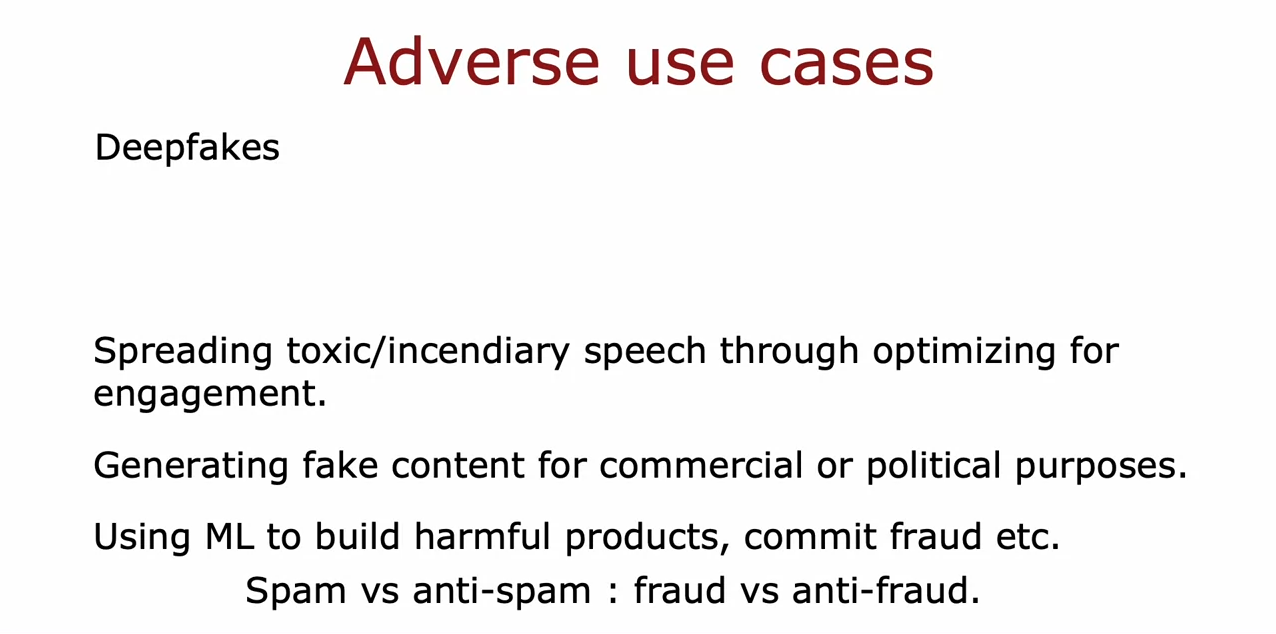 Adverse use cases
Deepfakes
Spreading toxic/incendiary speech through optimizing for
engagement.
Generating fake content for commercial or political purposes.
Using ML to build harmful products, commit fraud etc.
Spam vs anti-spam : fraud vs anti-fraud.